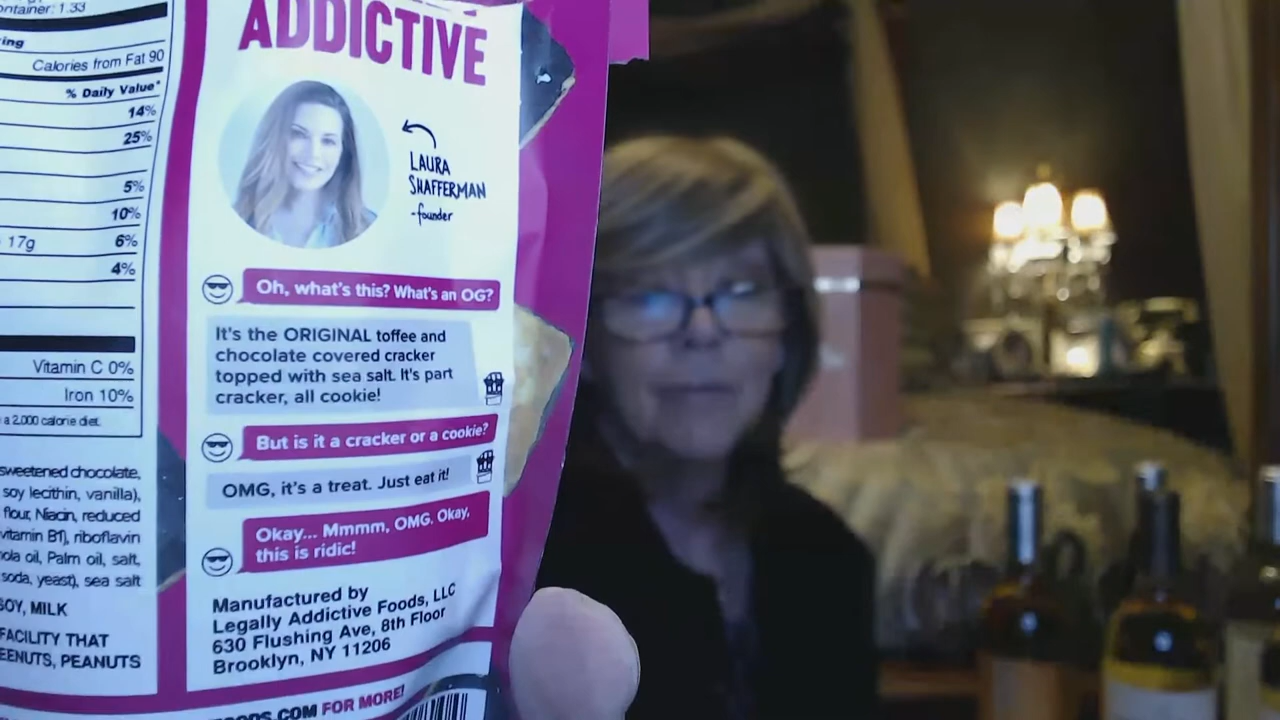 ontainer: 1.33
ADDICTIVE
ing
Calories from Fat 90
% Daily Value*
14%
25%
5%
10%
17g 6%
4%
Vitamin C 0%
Iron 10%
a 2,000 calorie diet.
sweetened chocolate,
soy lecithin, vanilla),
flour, Niacin, reduced
vitamin B1), riboflavin
ola oil, Palm oil, salt,
soda, yeast), sea salt
SOY, MILK
FACILITY THAT
EENUTS, PEANUTS
LAURA
SHAFFERMAN
-founder
Oh, what's this? What's an OG?
It's the ORIGINAL toffee and
chocolate covered cracker
topped with sea salt. It's part
cracker, all cookie!
But is it a cracker or a cookie?
OMG, it's a treat. Just eat it!
Okay... Mmmm, OMG. Okay,
this is ridic!
Manufactured by
Legally Addictive Foods, LLC
630 Flushing Ave, 8th Floor
Brooklyn, NY 11206
OODS.COM FOR MORE!